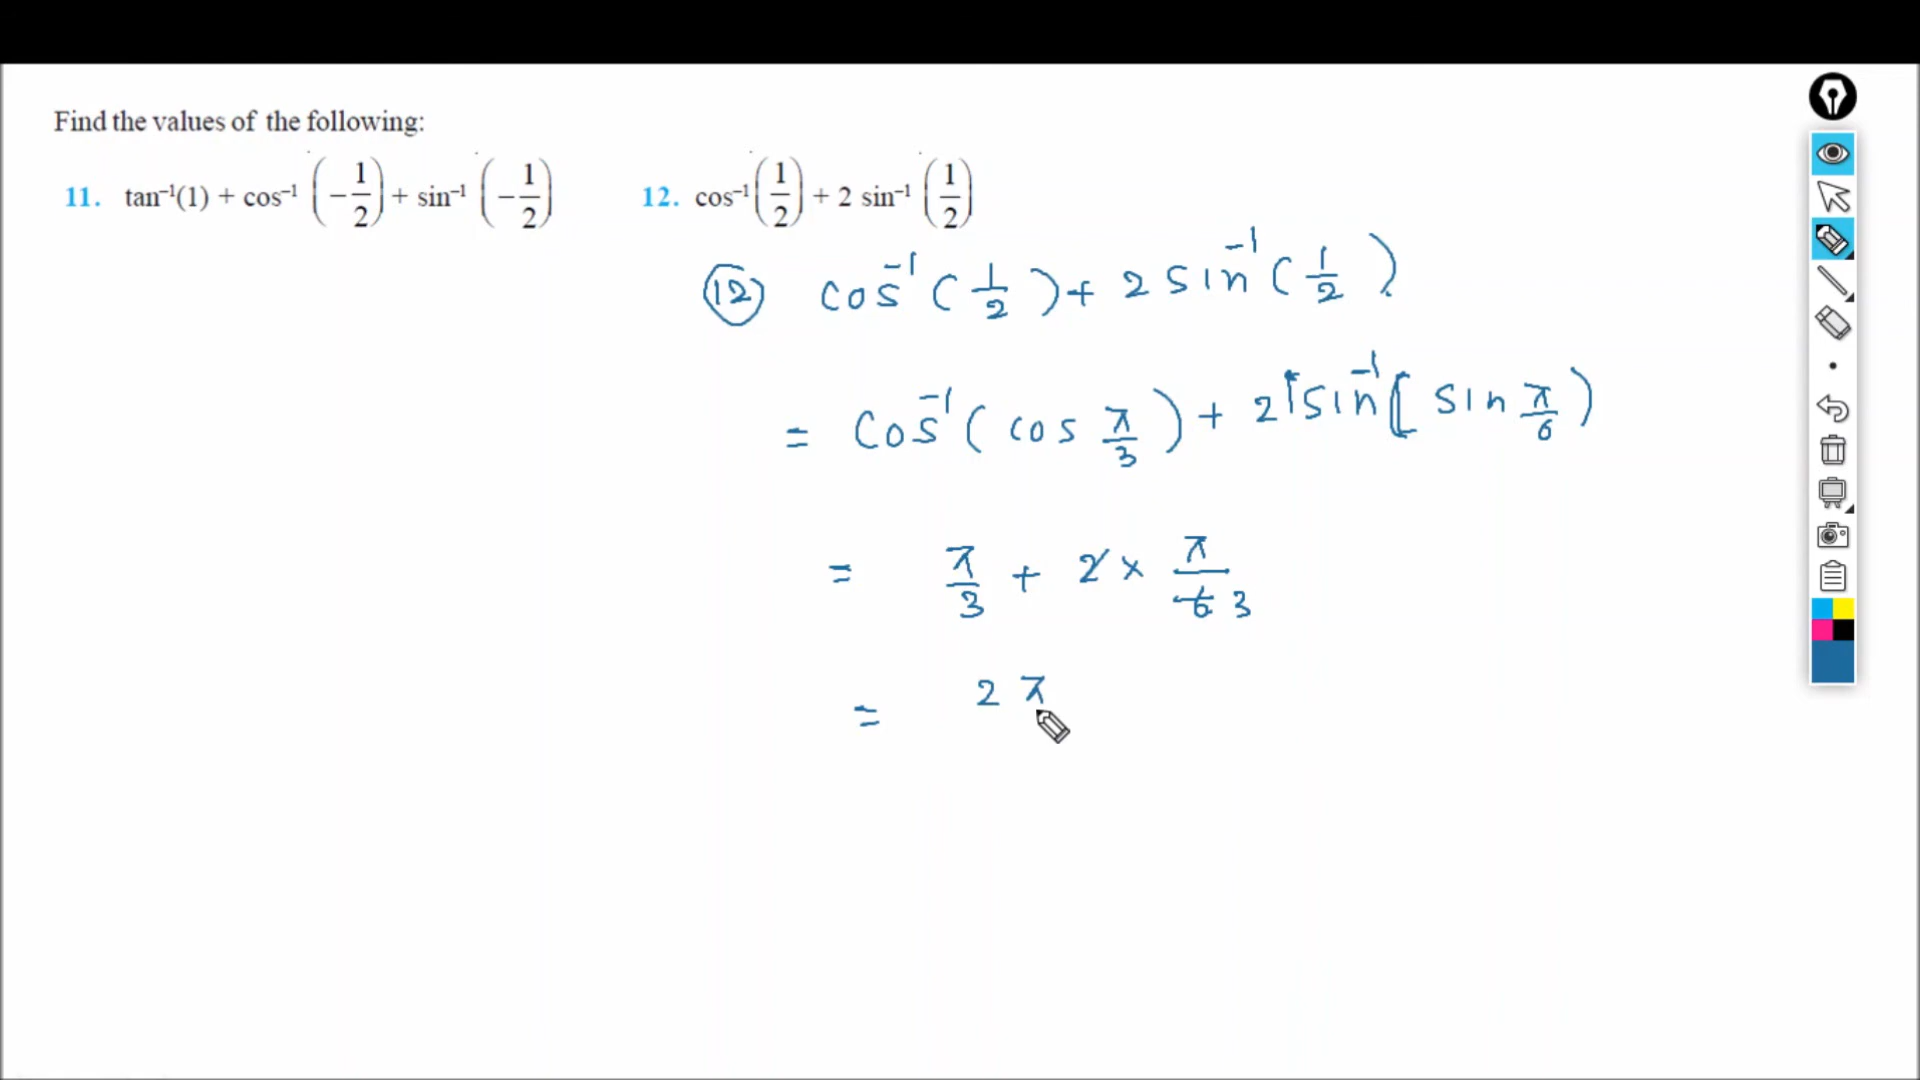 Find the values of the following:
11. tan⁻¹(1) + cos⁻¹ (−1/2) + sin⁻¹ (−1/2) 12. cos⁻¹ (1/2) + 2 sin⁻¹ (1/2)
(12) cos⁻¹ (1/2) + 2 sin⁻¹ (1/2)
= cos⁻¹ (cos π/3) + 2 sin⁻¹ [sin π/6)
= π/3 + 2 × π/6 3
= 2 π